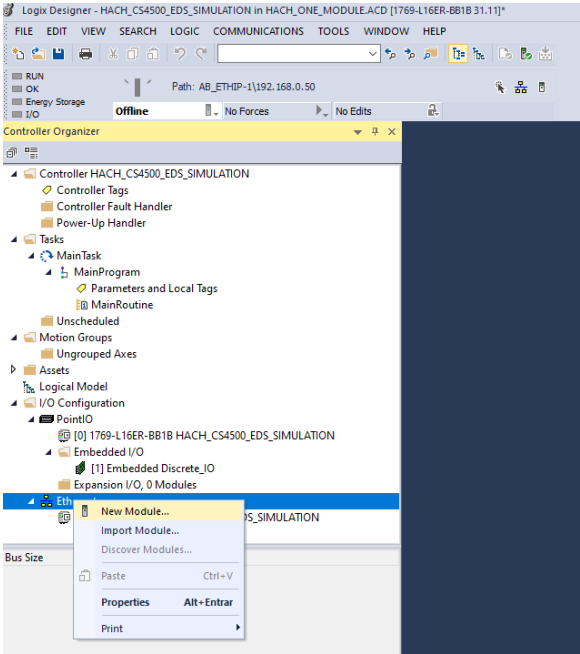 Logix Designer - HACH_CS4500_EDS_SIMULATION in HACH_ONE_MODULE.ACD [1769-L16ER-BB1B 31.11]*
FILE EDIT VIEW SEARCH LOGIC COMMUNICATIONS TOOLS WINDOW HELP
RUN
OK
Energy Storage
I/O
Path: AB_ETHIP-1\192.168.0.50
Offline No Forces No Edits
Controller Organizer
Controller HACH_CS4500_EDS_SIMULATION
Controller Tags
Controller Fault Handler
Power-Up Handler
Tasks
MainTask
MainProgram
Parameters and Local Tags
MainRoutine
Unscheduled
Motion Groups
Ungrouped Axes
Assets
Logical Model
I/O Configuration
PointIO
[0] 1769-L16ER-BB1B HACH_CS4500_EDS_SIMULATION
Embedded I/O
[1] Embedded Discrete_IO
Expansion I/O, 0 Modules
Eth
S_SIMULATION
New Module...
Import Module...
Discover Modules...
Paste Ctrl+V
Properties Alt+Entrar
Print
Bus Size